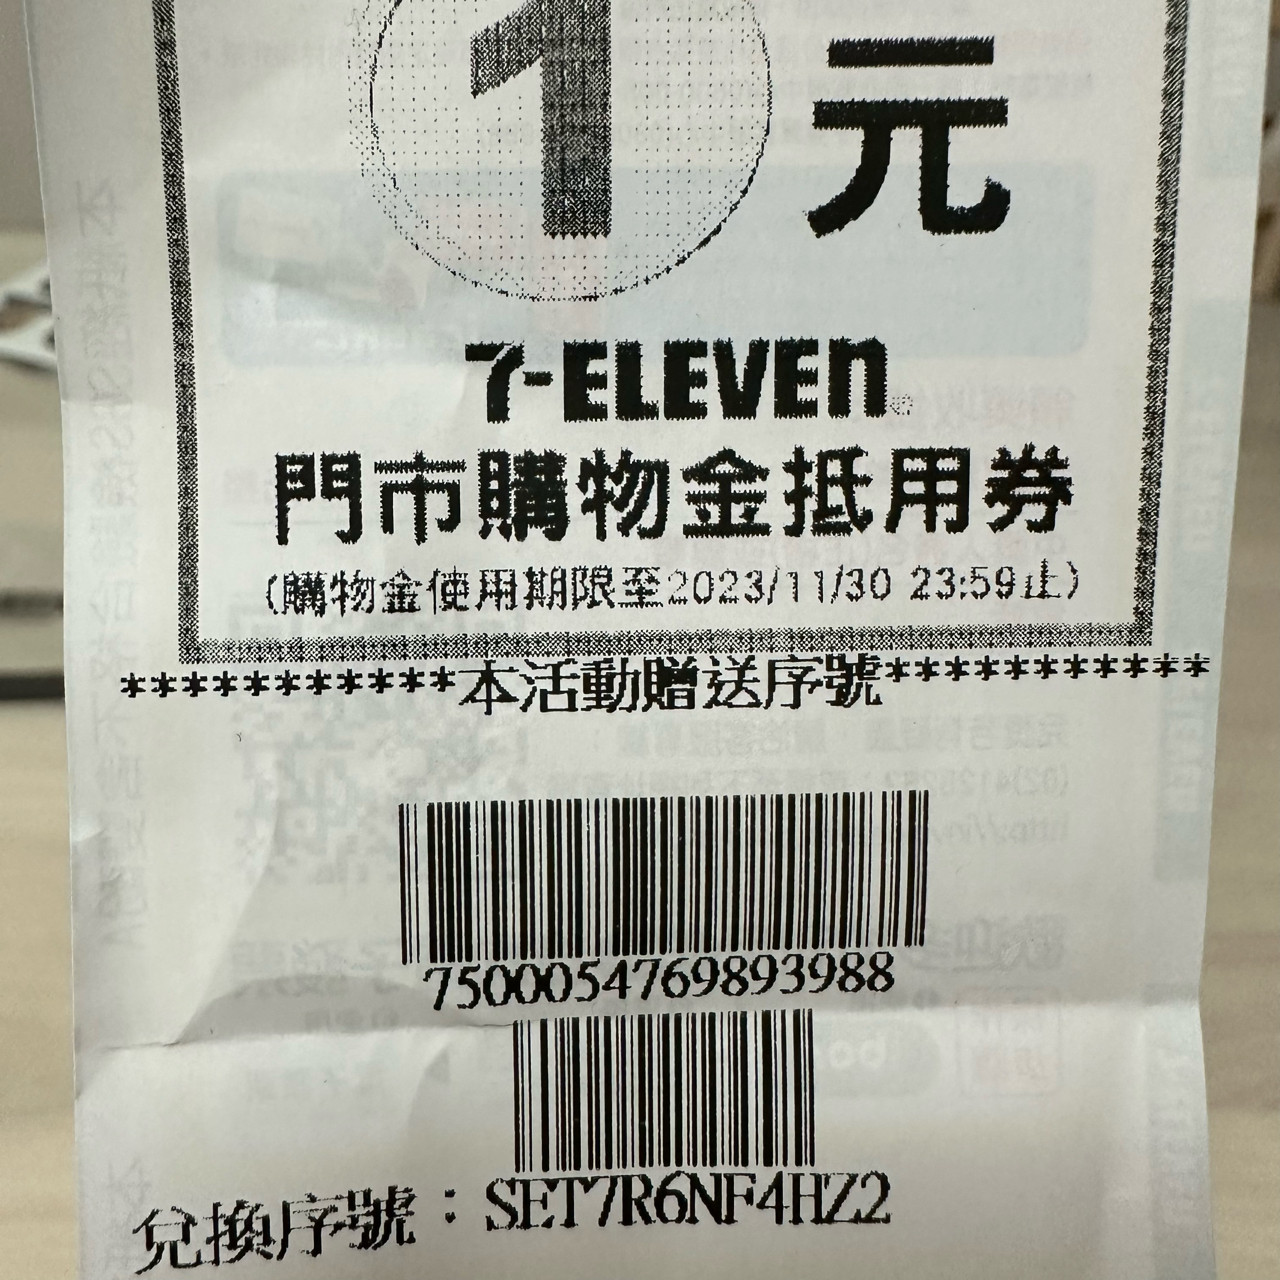 1元
7-ELEVEn®
門市購物金抵用券
(購物金使用期限至2023/11/30 23:59止)
***********本活動贈送序號***********
7500054769893988
兌換序號：SET7R6NF4HZ2